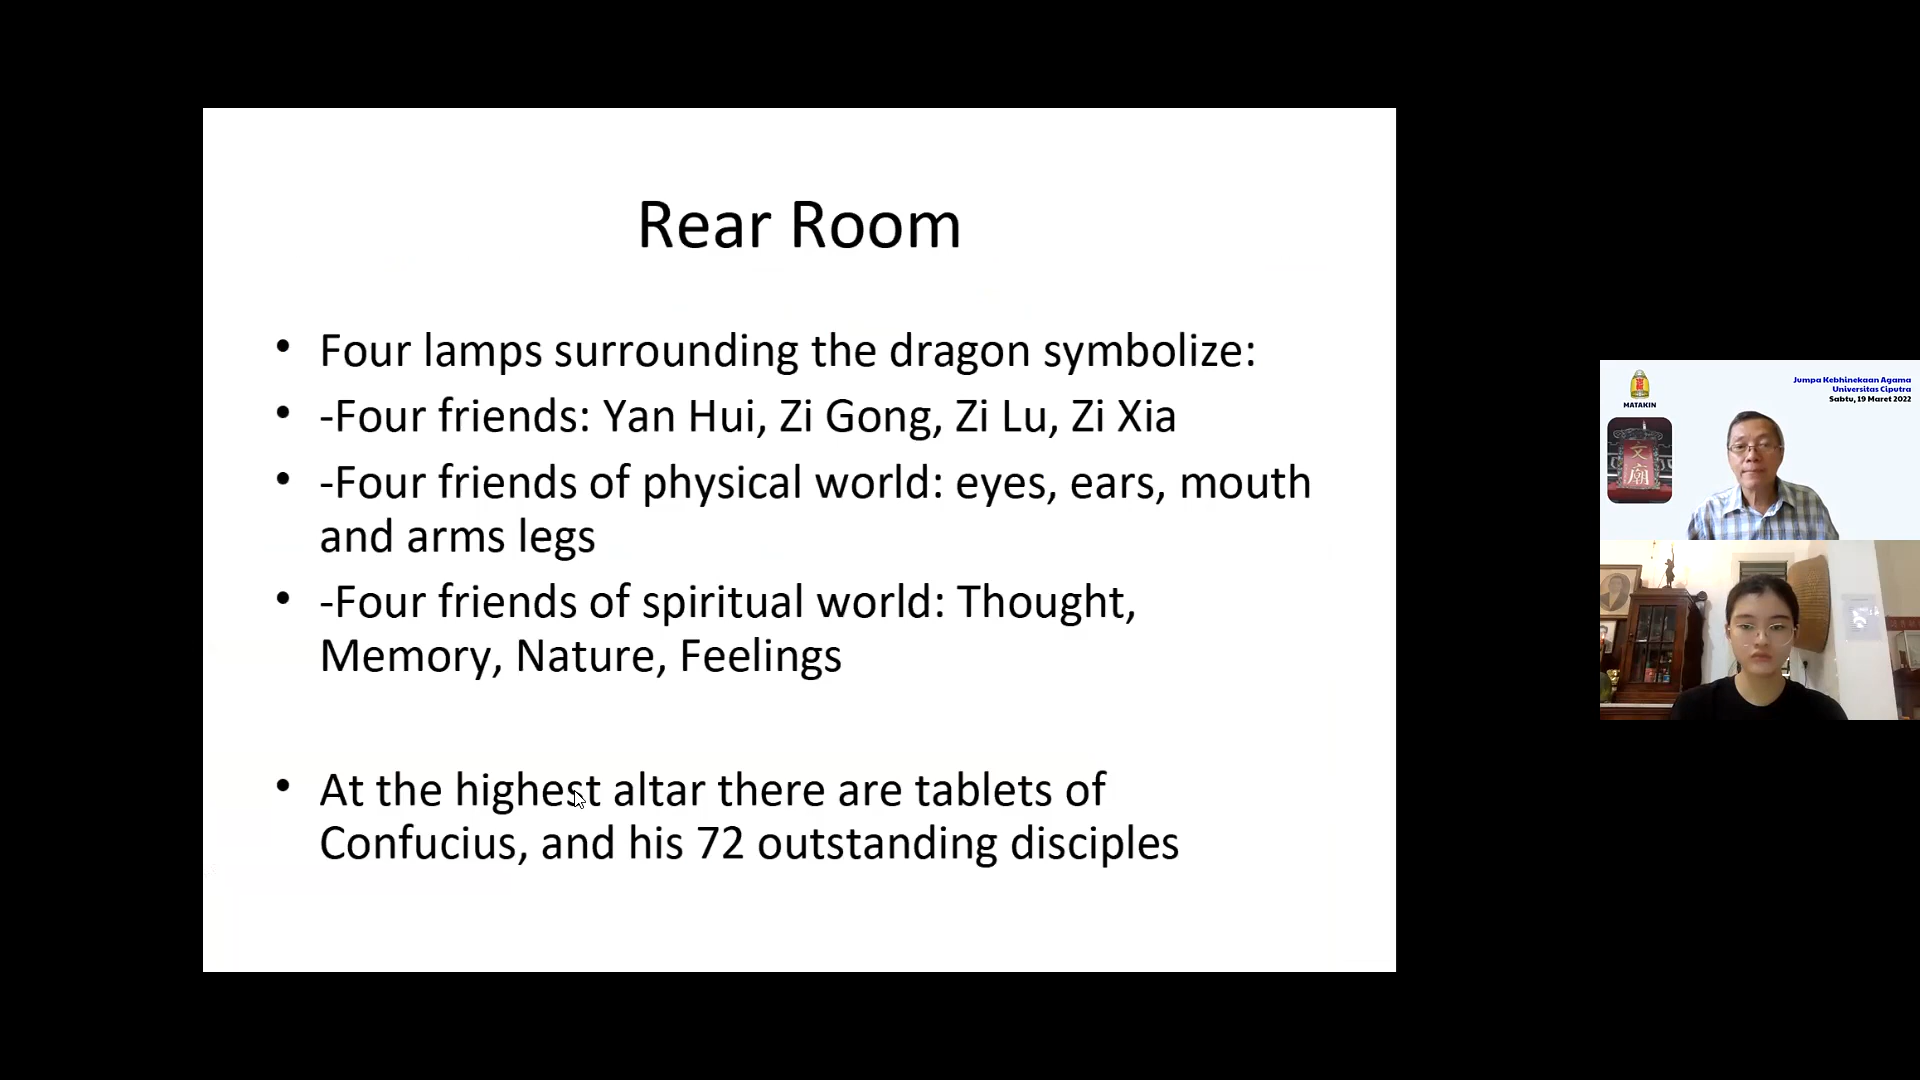 Rear Room
• Four lamps surrounding the dragon symbolize:
• -Four friends: Yan Hui, Zi Gong, Zi Lu, Zi Xia
• -Four friends of physical world: eyes, ears, mouth
and arms legs
• -Four friends of spiritual world: Thought,
Memory, Nature, Feelings
• At the highest altar there are tablets of
Confucius, and his 72 outstanding disciples
MATAKIN
Jumpa Kebhinekaan Agama
Universitas Ciputra
Sabtu, 19 Maret 2022
文
廟